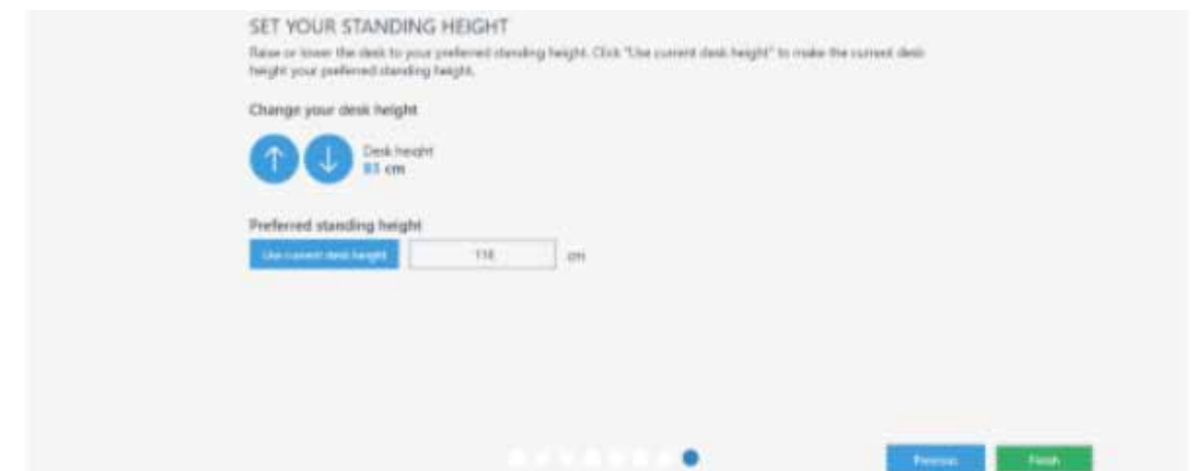 SET YOUR STANDING HEIGHT
Raise or lower the desk to your preferred standing height. Click "Use current desk height" to make the current desk
height your preferred standing height.
Change your desk height
Desk height
cm
Preferred standing height
Use current desk height
cm
Previous Finish